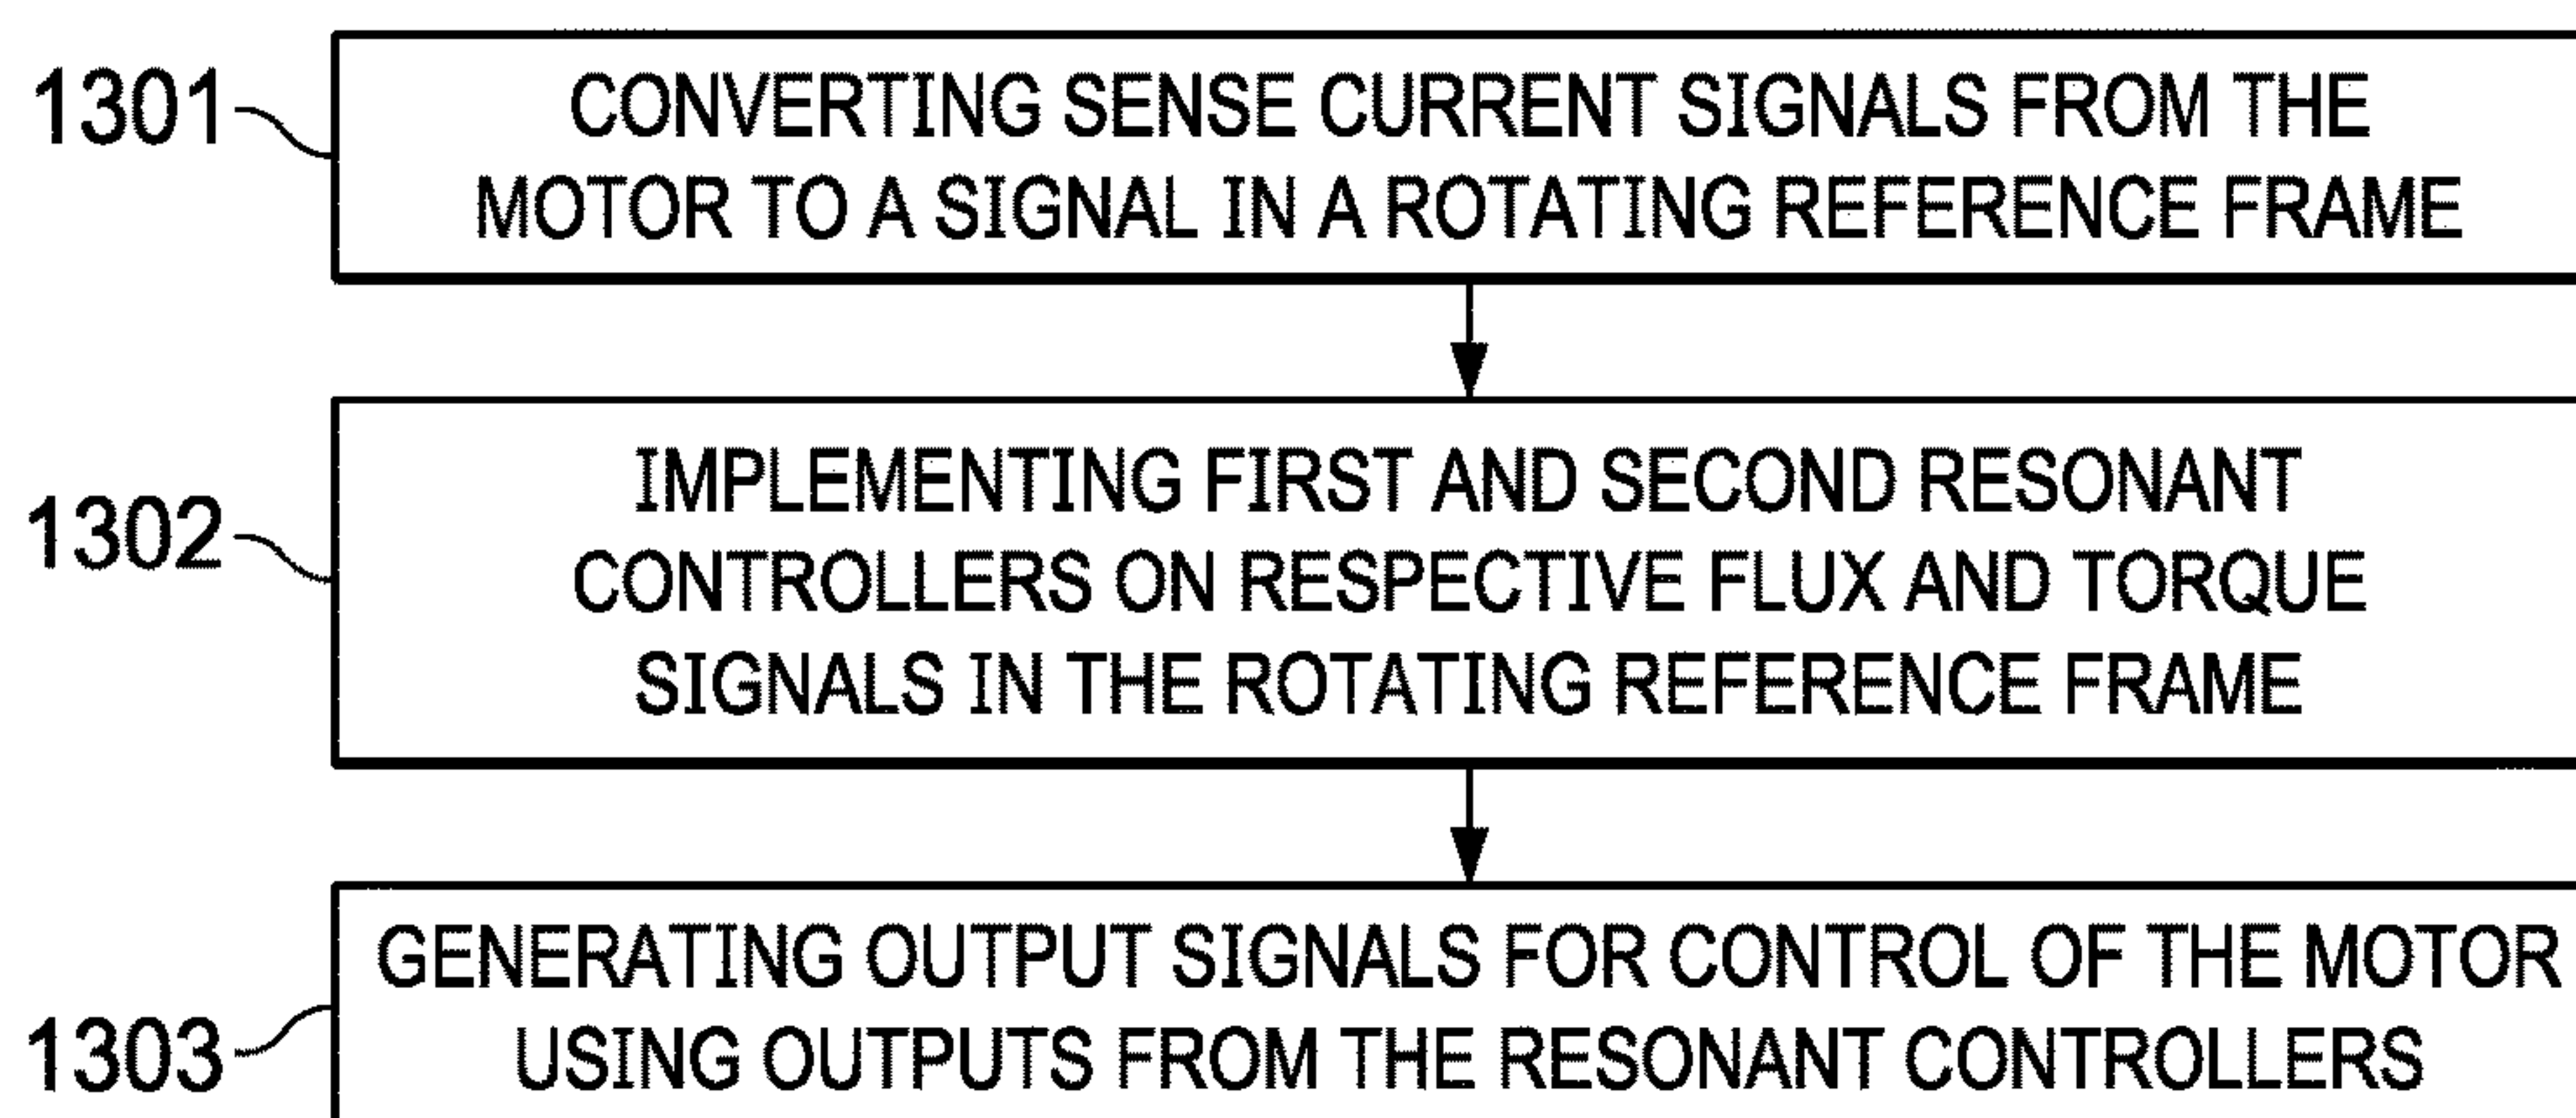 1301
CONVERTING SENSE CURRENT SIGNALS FROM THE
MOTOR TO A SIGNAL IN A ROTATING REFERENCE FRAME
1302
IMPLEMENTING FIRST AND SECOND RESONANT
CONTROLLERS ON RESPECTIVE FLUX AND TORQUE
SIGNALS IN THE ROTATING REFERENCE FRAME
1303
GENERATING OUTPUT SIGNALS FOR CONTROL OF THE MOTOR
USING OUTPUTS FROM THE RESONANT CONTROLLERS